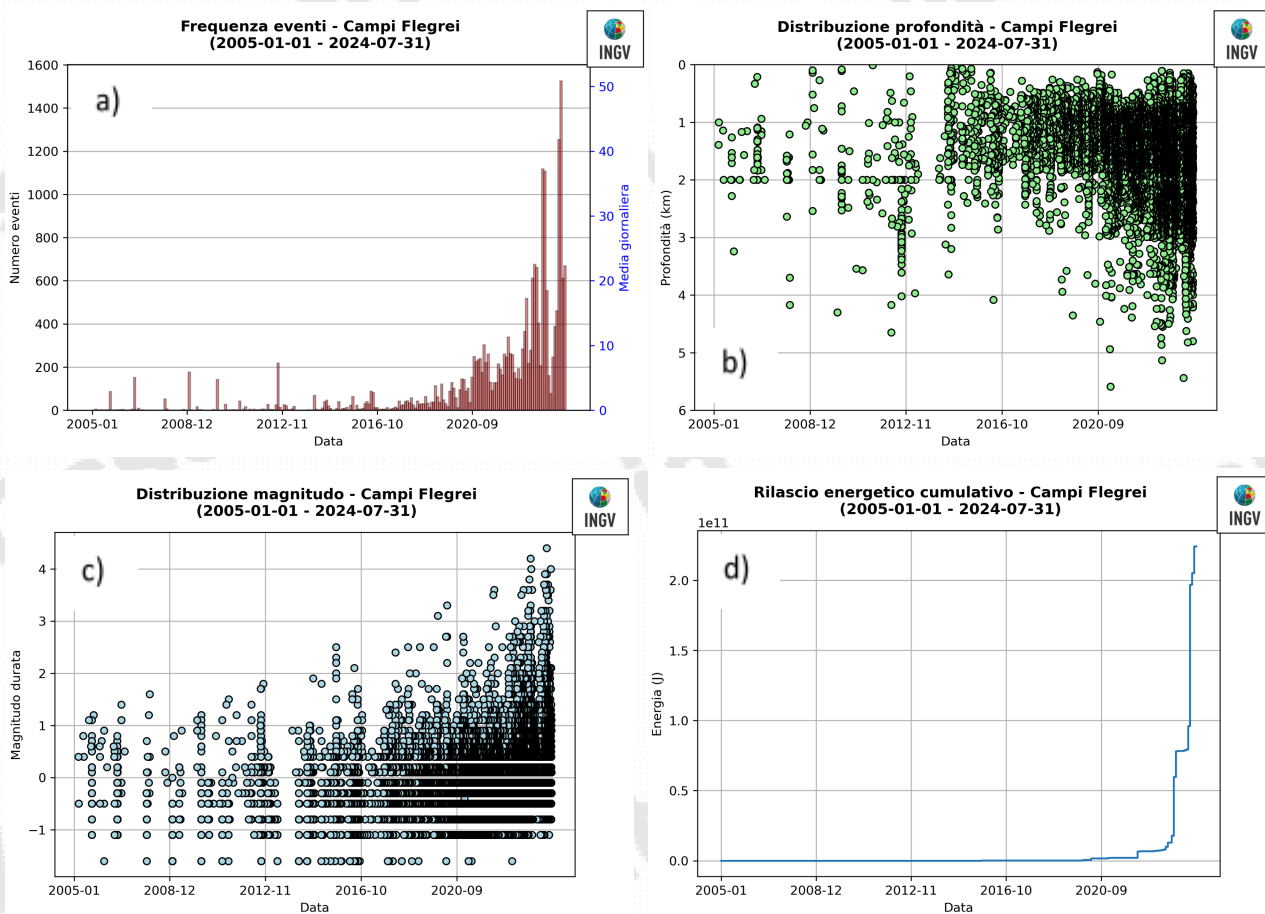 Frequenza eventi - Campi Flegrei
(2005-01-01 - 2024-07-31)
INGV
a)
1600
1400
1200
1000
800
600
400
200
0
Numero eventi
50
40
30
20
10
0
Media giornaliera
2005-01 2008-12 2012-11 2016-10 2020-09
Data
Distribuzione profondità - Campi Flegrei
(2005-01-01 - 2024-07-31)
INGV
b)
0
1
2
3
4
5
6
Profondità (km)
2005-01 2008-12 2012-11 2016-10 2020-09
Data
Distribuzione magnitudo - Campi Flegrei
(2005-01-01 - 2024-07-31)
INGV
c)
4
3
2
1
0
−1
Magnitudo durata
2005-01 2008-12 2012-11 2016-10 2020-09
Data
Rilascio energetico cumulativo - Campi Flegrei
(2005-01-01 - 2024-07-31)
INGV
1e11
d)
2.0
1.5
1.0
0.5
0.0
Energia (J)
2005-01 2008-12 2012-11 2016-10 2020-09
Data